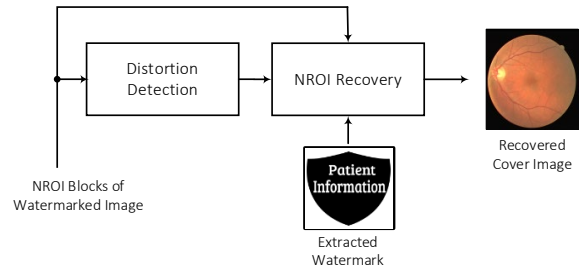 Distortion
Detection
NROI Recovery
Recovered
Cover Image
NROI Blocks of
Watermarked Image
Patient
Information
Extracted
Watermark